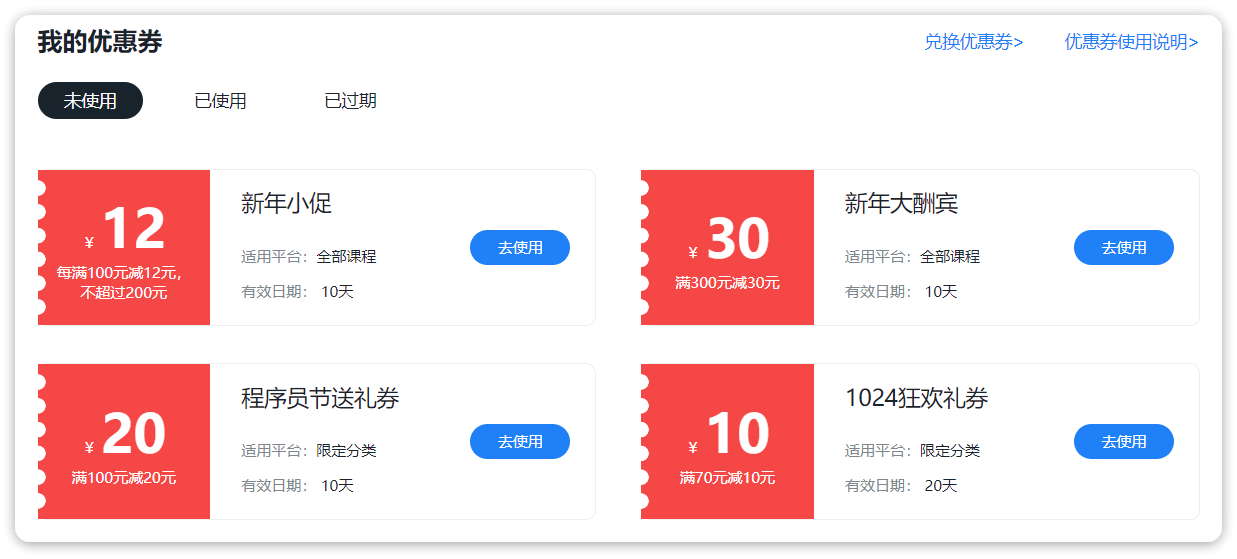 我的优惠券
兑换优惠券>
优惠券使用说明>
未使用
已使用
已过期
¥ 12
每满100元减12元，
不超过200元
新年小促
适用平台：全部课程
有效日期： 10天
去使用
¥ 30
满300元减30元
新年大酬宾
适用平台：全部课程
有效日期： 10天
去使用
¥ 20
满100元减20元
程序员节送礼券
适用平台：限定分类
有效日期： 10天
去使用
¥ 10
满70元减10元
1024狂欢礼券
适用平台：限定分类
有效日期： 20天
去使用